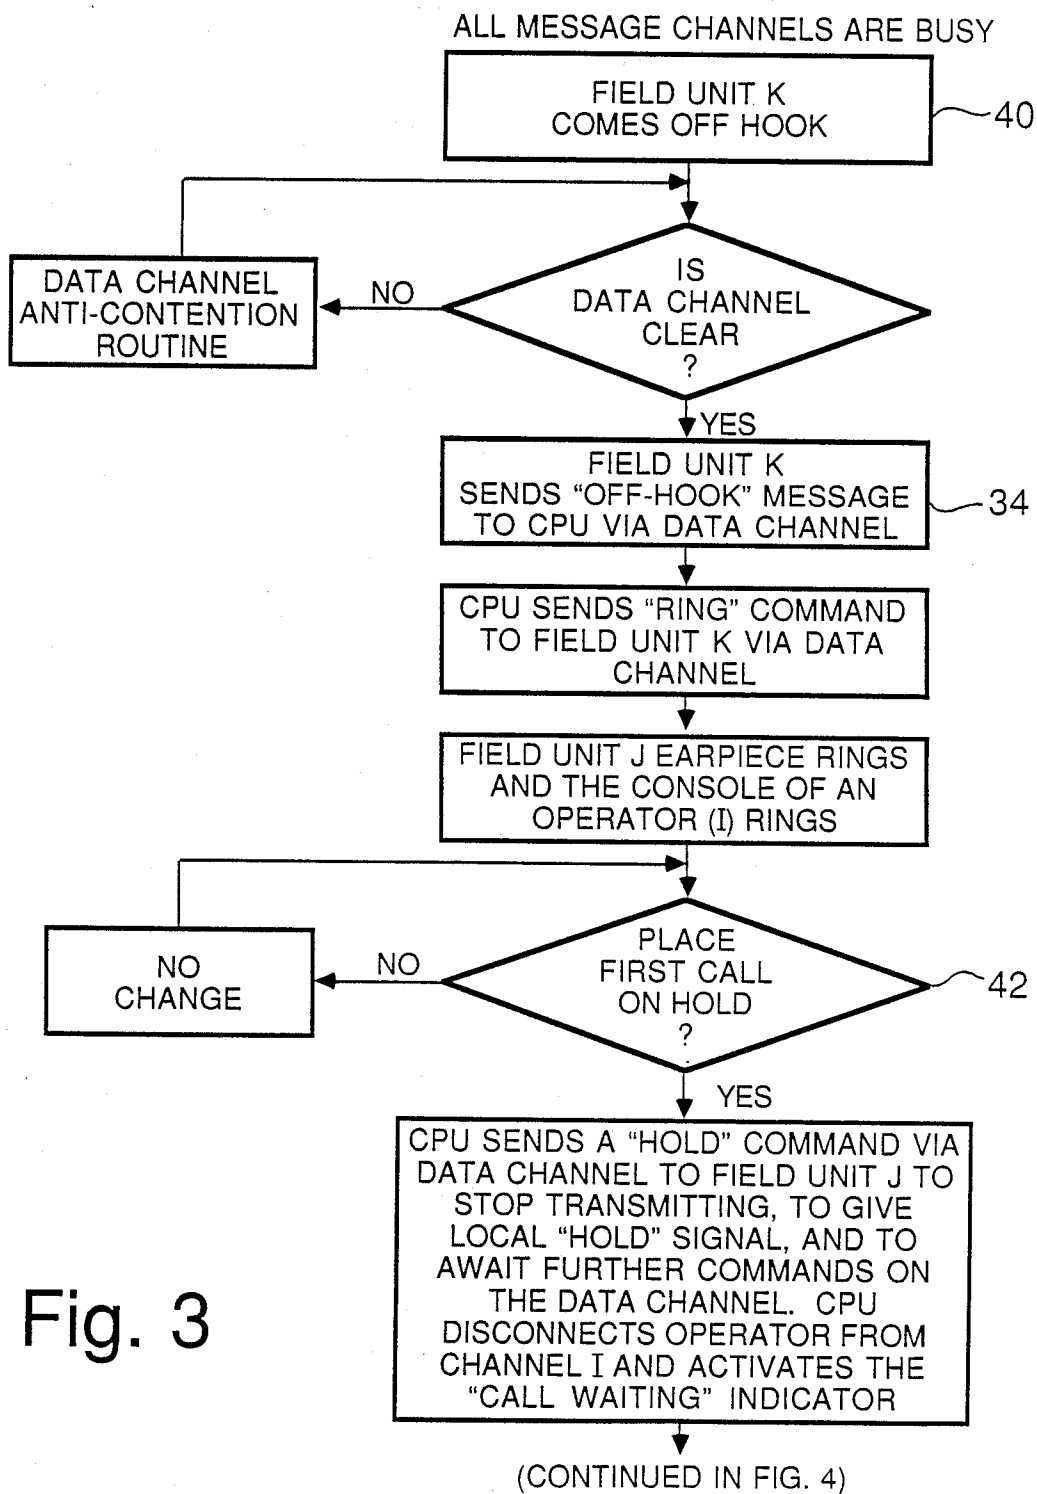 ALL MESSAGE CHANNELS ARE BUSY
FIELD UNIT K
COMES OFF HOOK
40
IS
DATA CHANNEL
CLEAR
?
NO
DATA CHANNEL
ANTI-CONTENTION
ROUTINE
YES
FIELD UNIT K
SENDS “OFF-HOOK” MESSAGE
TO CPU VIA DATA CHANNEL
34
CPU SENDS “RING” COMMAND
TO FIELD UNIT K VIA DATA
CHANNEL
FIELD UNIT J EARPIECE RINGS
AND THE CONSOLE OF AN
OPERATOR (I) RINGS
PLACE
FIRST CALL
ON HOLD
?
42
NO
NO
CHANGE
YES
CPU SENDS A “HOLD” COMMAND VIA
DATA CHANNEL TO FIELD UNIT J TO
STOP TRANSMITTING, TO GIVE
LOCAL “HOLD” SIGNAL, AND TO
AWAIT FURTHER COMMANDS ON
THE DATA CHANNEL. CPU
DISCONNECTS OPERATOR FROM
CHANNEL I AND ACTIVATES THE
“CALL WAITING” INDICATOR
Fig. 3
(CONTINUED IN FIG. 4)